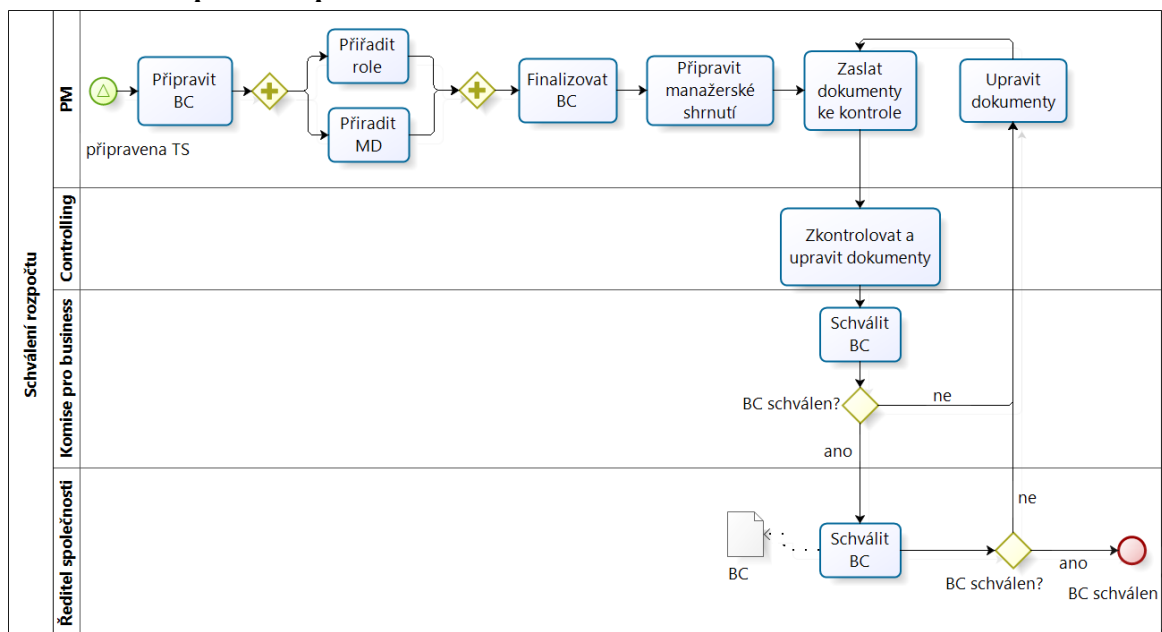 Schválení rozpočtu
PM
Připravit
BC
připravena TS
Přiřadit
role
Přiradit
MD
Finalizovat
BC
Připravit
manažerské
shrnutí
Zaslat
dokumenty
ke kontrole
Upravit
dokumenty
Controlling
Zkontrolovat a
upravit dokumenty
Komise pro business
Schválit
BC
BC schválen?
ne
ano
Ředitel společnosti
BC
Schválit
BC
BC schválen?
ne
ano
BC schválen